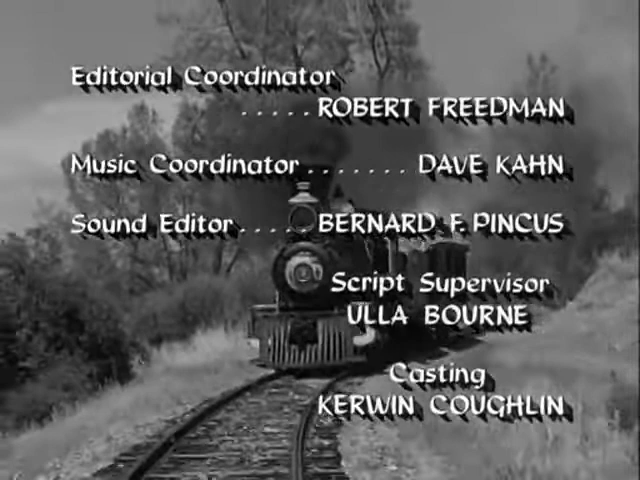 Editorial Coordinator
.....ROBERT FREEDMAN
Music Coordinator.......DAVE KAHN
Sound Editor.....BERNARD F. PINCUS
Script Supervisor
ULLA BOURNE
Casting
KERWIN COUGHLIN